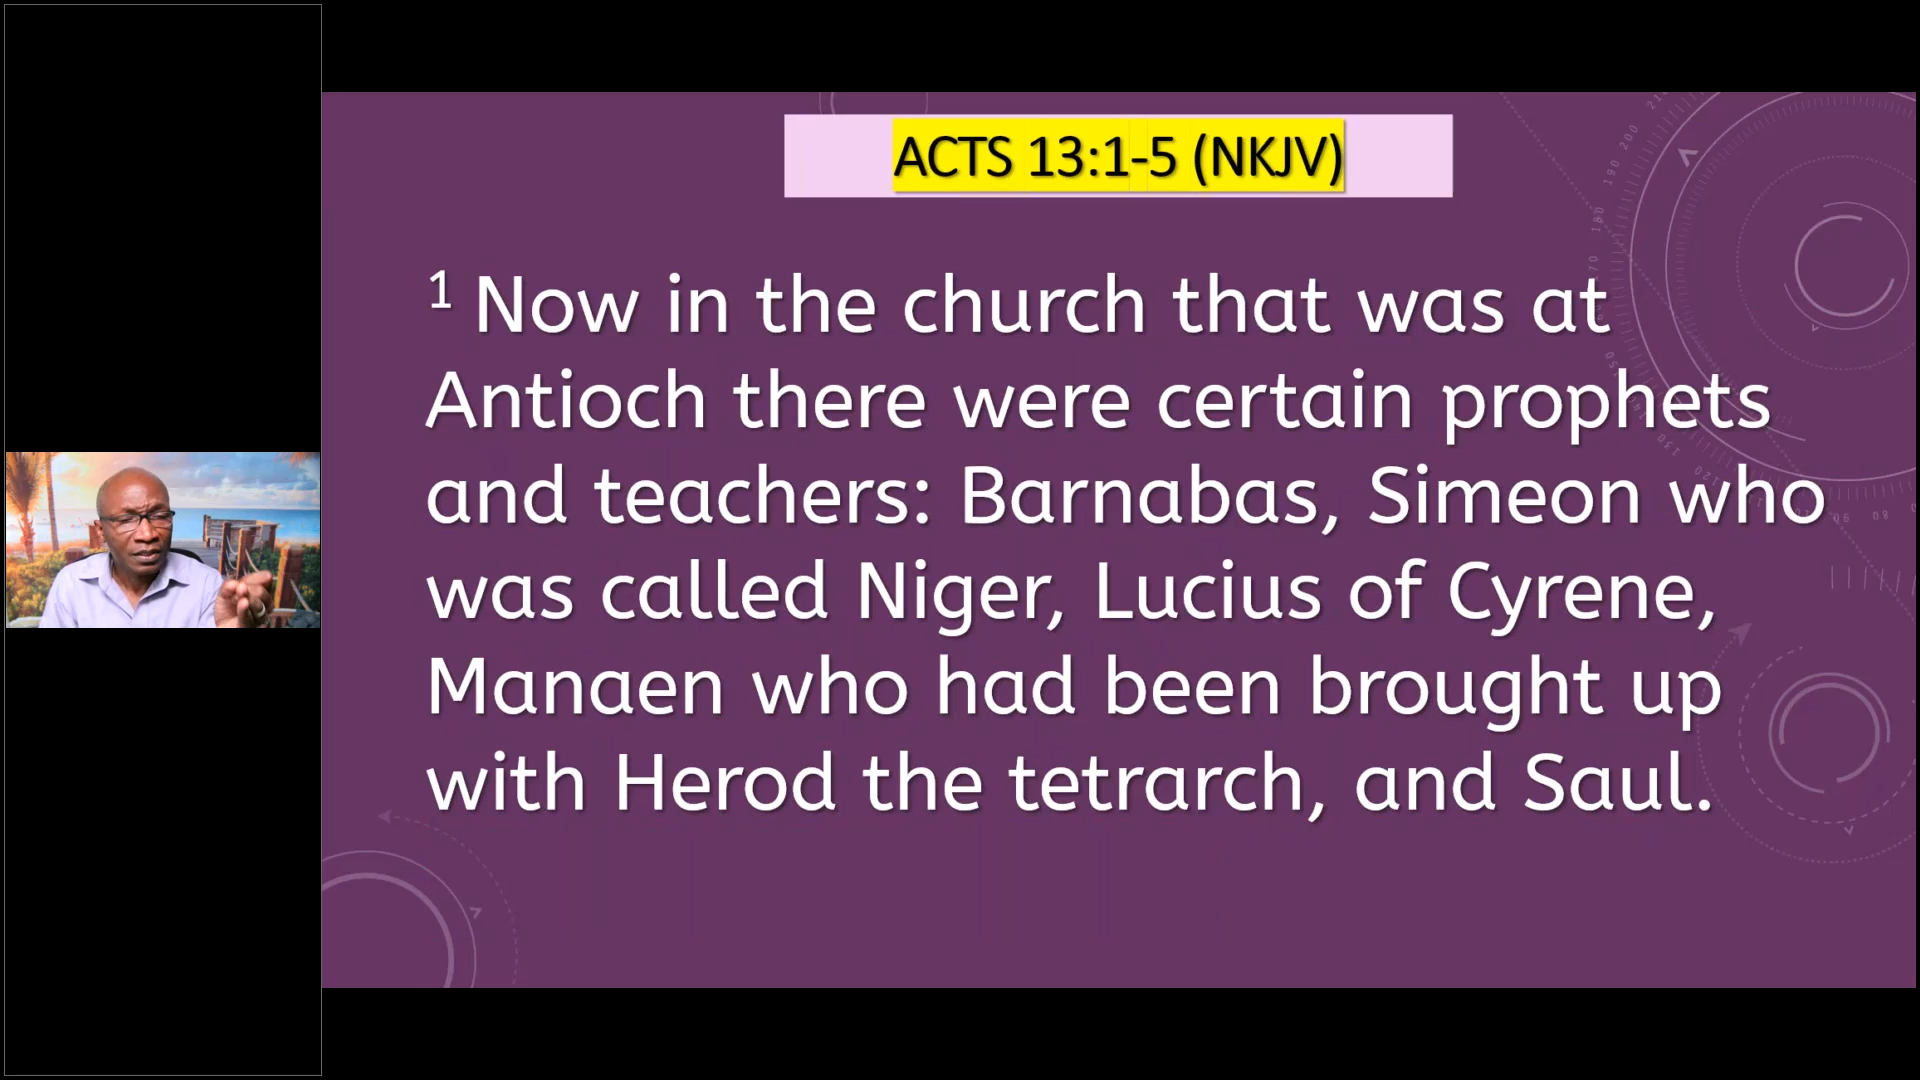 ACTS 13:1-5 (NKJV)
1 Now in the church that was at
Antioch there were certain prophets
and teachers: Barnabas, Simeon who
was called Niger, Lucius of Cyrene,
Manaen who had been brought up
with Herod the tetrarch, and Saul.